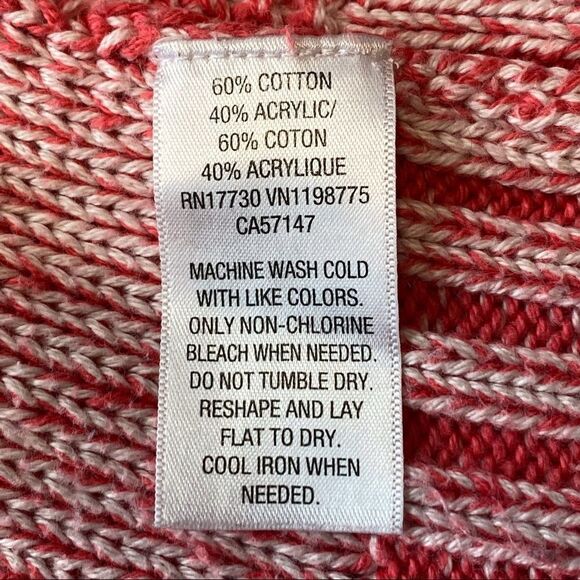 60% COTTON
40% ACRYLIC/
60% COTON
40% ACRYLIQUE
RN17730 VN1198775
CA57147
MACHINE WASH COLD
WITH LIKE COLORS.
ONLY NON-CHLORINE
BLEACH WHEN NEEDED.
DO NOT TUMBLE DRY.
RESHAPE AND LAY
FLAT TO DRY.
COOL IRON WHEN
NEEDED.